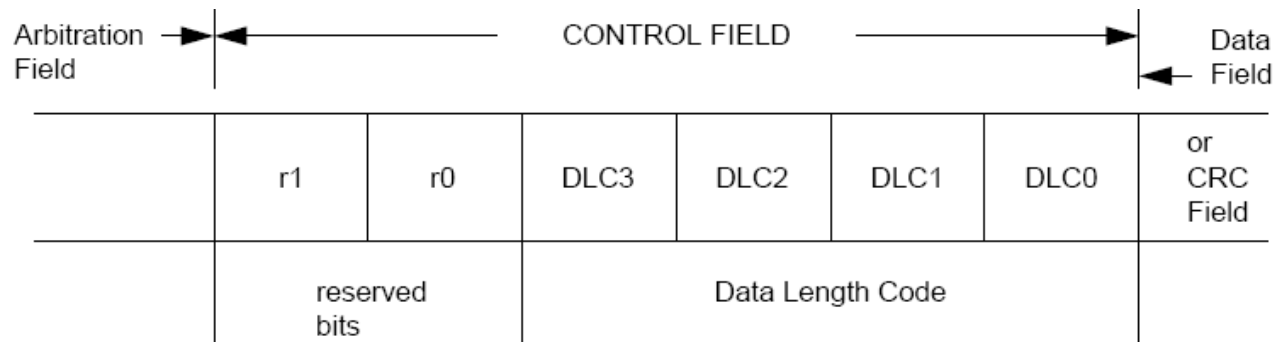 Arbitration
Field
CONTROL FIELD
Data
Field
r1
r0
DLC3
DLC2
DLC1
DLC0
or
CRC
Field
reserved
bits
Data Length Code